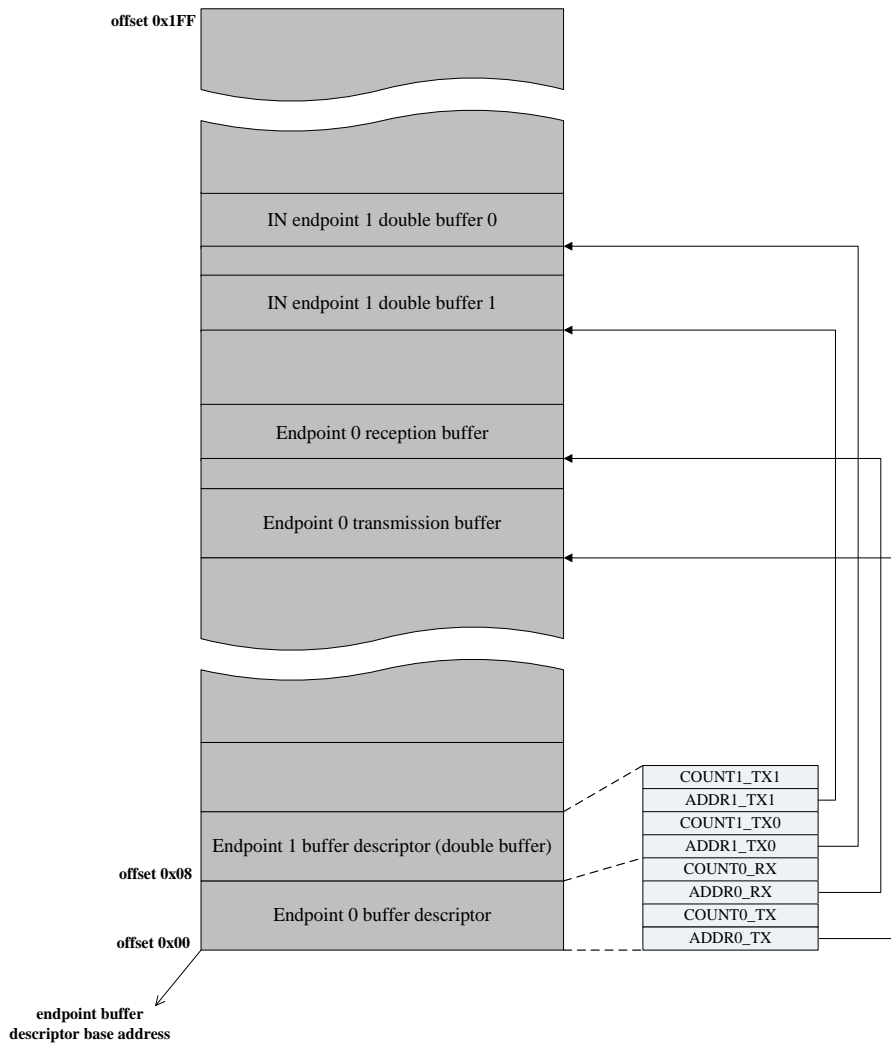 offset 0x1FF
IN endpoint 1 double buffer 0
IN endpoint 1 double buffer 1
Endpoint 0 reception buffer
Endpoint 0 transmission buffer
COUNT1_TX1
ADDR1_TX1
COUNT1_TX0
ADDR1_TX0
COUNT0_RX
ADDR0_RX
COUNT0_TX
ADDR0_TX
Endpoint 1 buffer descriptor (double buffer)
offset 0x08
Endpoint 0 buffer descriptor
offset 0x00
endpoint buffer
descriptor base address